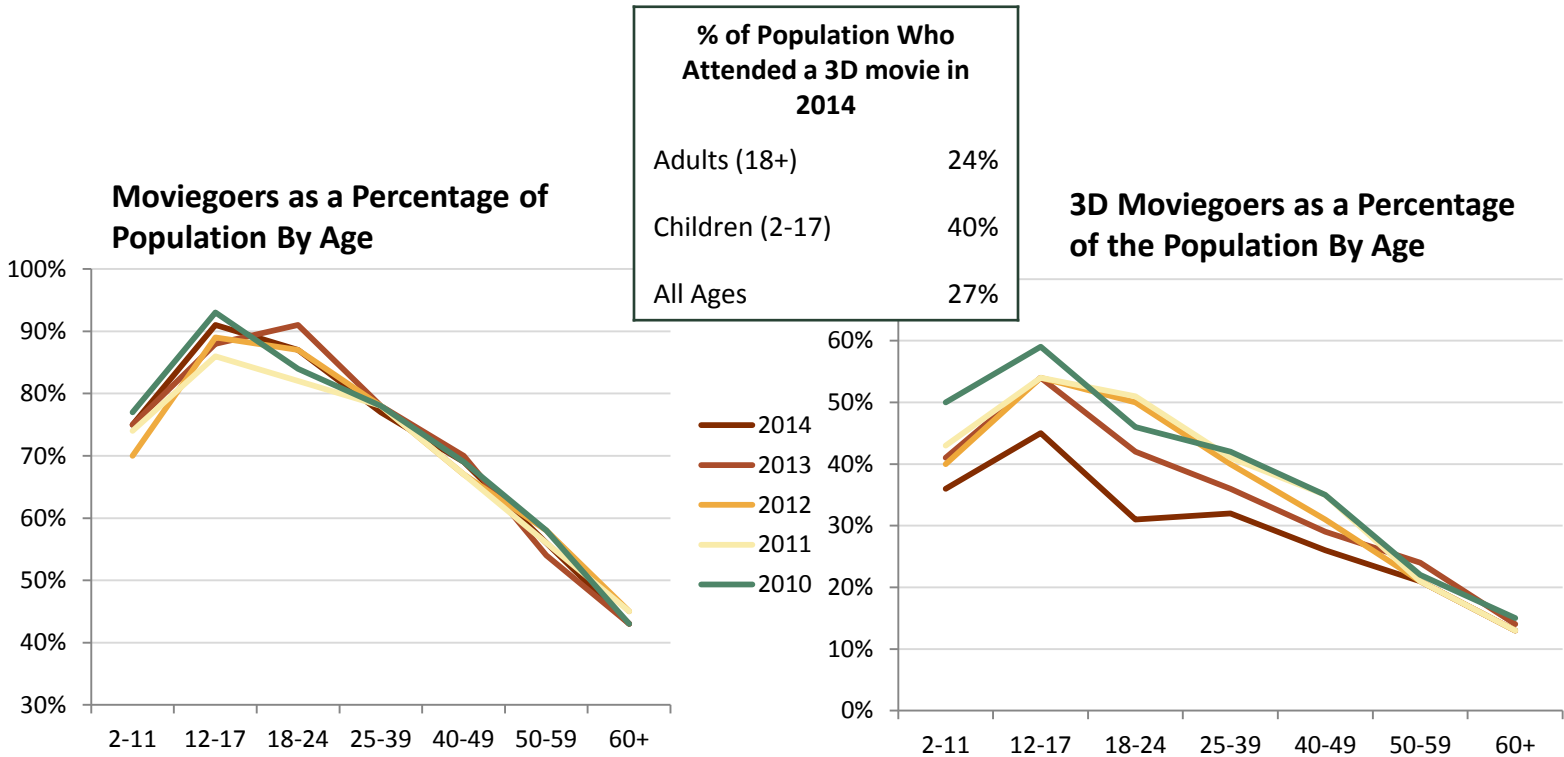 % of Population Who
Attended a 3D movie in
2014
Adults (18+) 24%
Children (2-17) 40%
All Ages 27%
Moviegoers as a Percentage of
Population By Age
100%
90%
80%
70%
60%
50%
40%
30%
2-11 12-17 18-24 25-39 40-49 50-59 60+
2014
2013
2012
2011
2010
3D Moviegoers as a Percentage
of the Population By Age
60%
50%
40%
30%
20%
10%
0%
2-11 12-17 18-24 25-39 40-49 50-59 60+